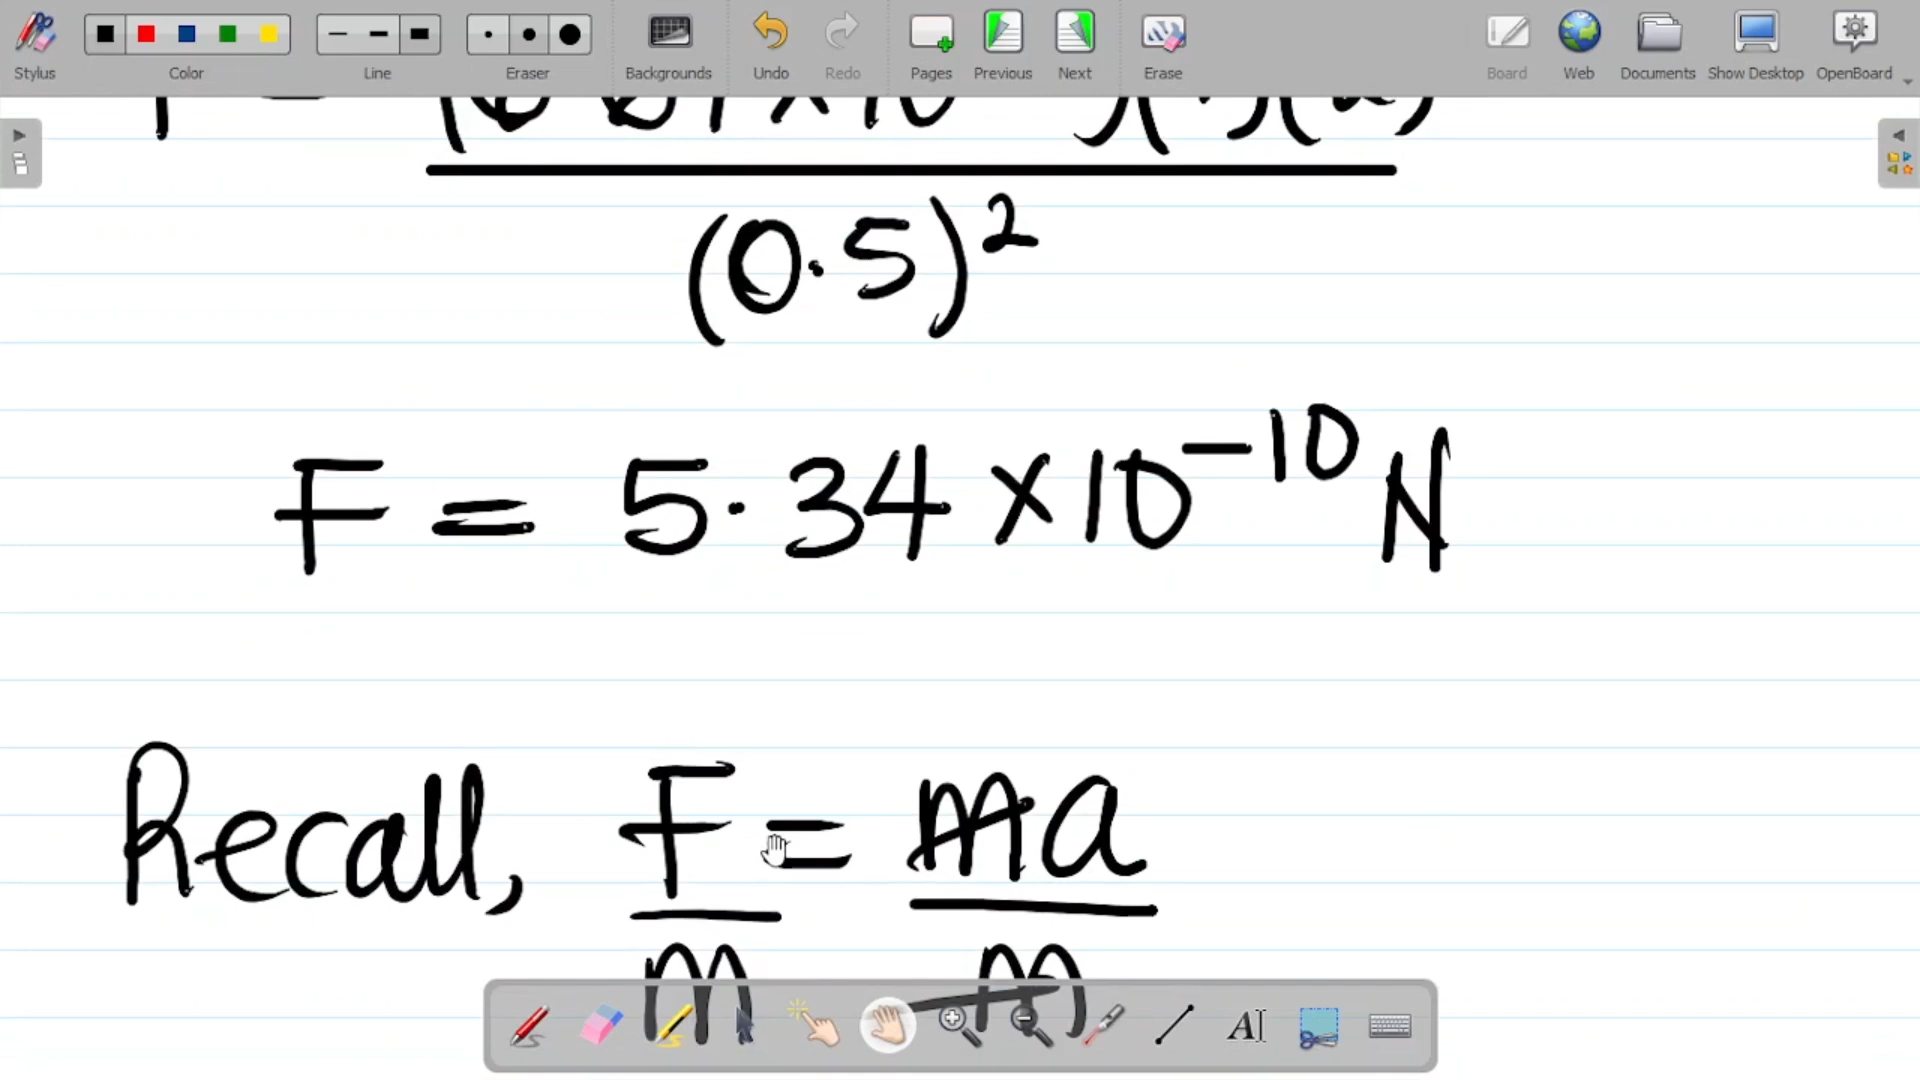 Stylus Color Line Eraser Backgrounds Undo Redo Pages Previous Next Erase Board Web Documents Show Desktop OpenBoard
(0.5)²
F = 5.34 × 10⁻¹⁰ N
Recall, F = ma
m m
AI